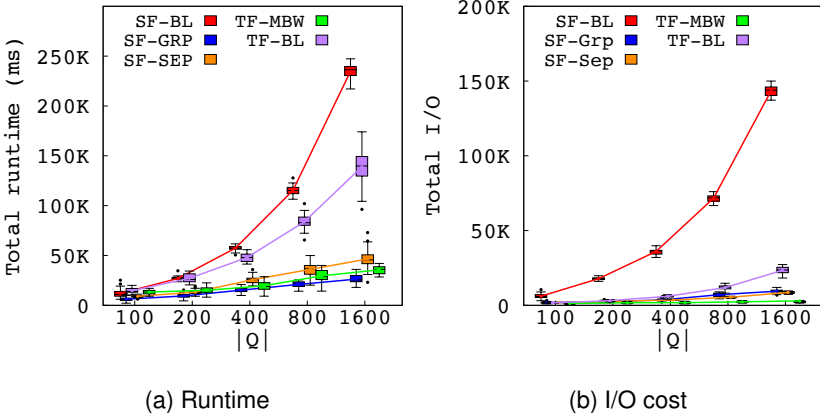 SF-BL TF-MBW
SF-GRP TF-BL
SF-SEP
Total runtime (ms)
250K
200K
150K
100K
50K
0
100 200 400 800 1600
|Q|
(a) Runtime
SF-BL TF-MBW
SF-Grp TF-BL
SF-Sep
Total I/O
200K
150K
100K
50K
0
100 200 400 800 1600
|Q|
(b) I/O cost